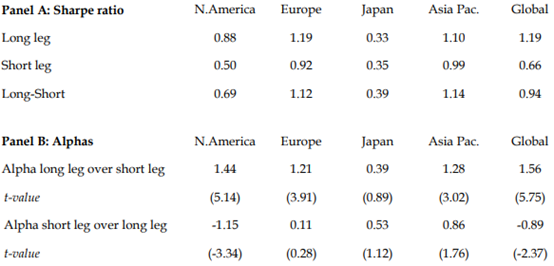 Panel A: Sharpe ratio N.America Europe Japan Asia Pac. Global
Long leg 0.88 1.19 0.33 1.10 1.19
Short leg 0.50 0.92 0.35 0.99 0.66
Long-Short 0.69 1.12 0.39 1.14 0.94
Panel B: Alphas N.America Europe Japan Asia Pac. Global
Alpha long leg over short leg 1.44 1.21 0.39 1.28 1.56
t-value (5.14) (3.91) (0.89) (3.02) (5.75)
Alpha short leg over long leg -1.15 0.11 0.53 0.86 -0.89
t-value (-3.34) (0.28) (1.12) (1.76) (-2.37)